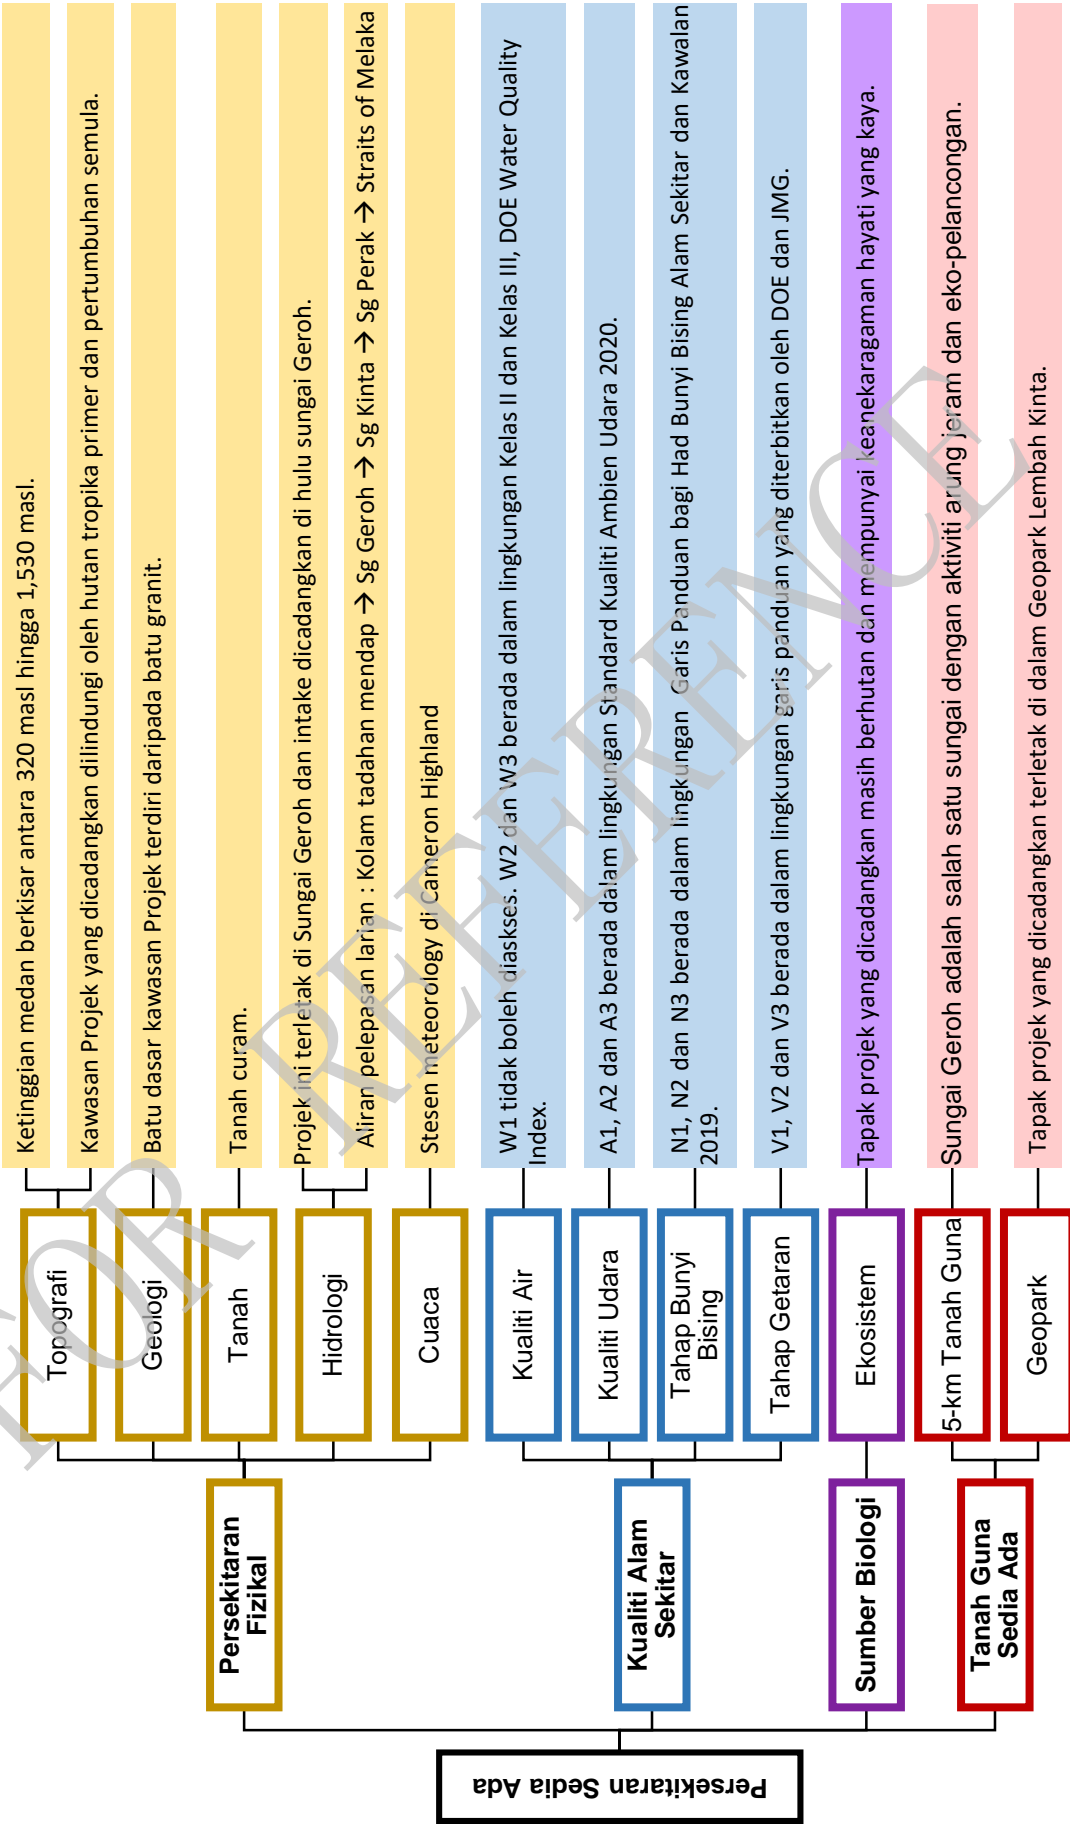 Persekitaran Sedia Ada
Persekitaran
Fizikal
Topografi
Ketinggian medan berkisar antara 320 masl hingga 1,530 masl.
Kawasan Projek yang dicadangkan dilindungi oleh hutan tropika primer dan pertumbuhan semula.
Geologi
Batu dasar kawasan Projek terdiri daripada batu granit.
Tanah
Tanah curam.
Hidrologi
Projek ini terletak di Sungai Geroh dan intake dicadangkan di hulu sungai Geroh.
Aliran pelepasan larian : Kolam tadahan mendap → Sg Geroh → Sg Kinta → Sg Perak → Straits of Melaka
Cuaca
Stesen meteorology di Cameron Highland
Kualiti Alam
Sekitar
Kualiti Air
W1 tidak boleh diaskses. W2 dan W3 berada dalam lingkungan Kelas II dan Kelas III, DOE Water Quality
Index.
Kualiti Udara
A1, A2 dan A3 berada dalam lingkungan Standard Kualiti Ambien Udara 2020.
Tahap Bunyi
Bising
N1, N2 dan N3 berada dalam lingkungan Garis Panduan bagi Had Bunyi Bising Alam Sekitar dan Kawalan
2019.
Tahap Getaran
V1, V2 dan V3 berada dalam lingkungan garis panduan yang diterbitkan oleh DOE dan JMG.
Sumber Biologi
Ekosistem
Tapak projek yang dicadangkan masih berhutan dan mempunyai keanekaragaman hayati yang kaya.
Tanah Guna
Sedia Ada
5-km Tanah Guna
Sungai Geroh adalah salah satu sungai dengan aktiviti arung jeram dan eko-pelancongan.
Geopark
Tapak projek yang dicadangkan terletak di dalam Geopark Lembah Kinta.
FOR REFERENCE